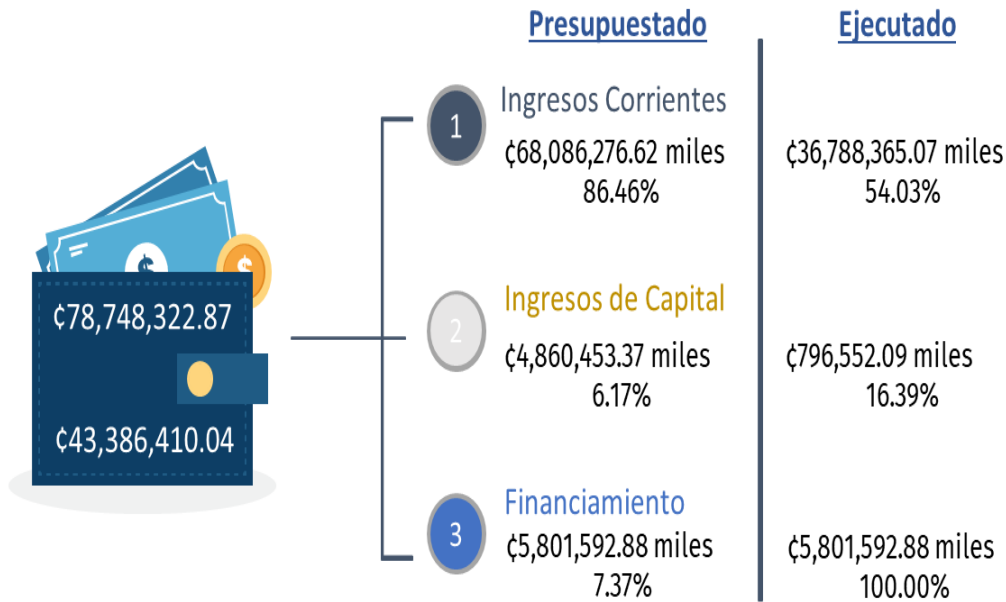 Presupuestado
Ejecutado
1
Ingresos Corrientes
₵68,086,276.62 miles
86.46%
₵36,788,365.07 miles
54.03%
$
$
₵78,748,322.87
₵43,386,410.04
2
Ingresos de Capital
₵4,860,453.37 miles
6.17%
₵796,552.09 miles
16.39%
3
Financiamiento
₵5,801,592.88 miles
7.37%
₵5,801,592.88 miles
100.00%